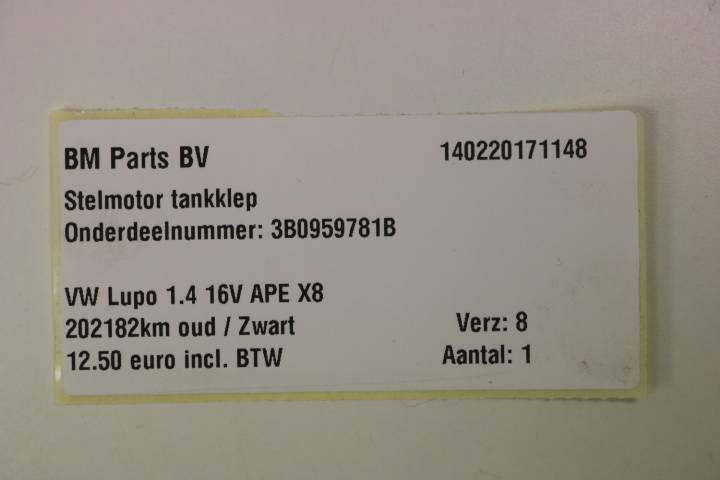 BM Parts BV 140220171148
Stelmotor tankklep
Onderdeelnummer: 3B0959781B
VW Lupo 1.4 16V APE X8
202182km oud / Zwart Verz: 8
12.50 euro incl. BTW Aantal: 1